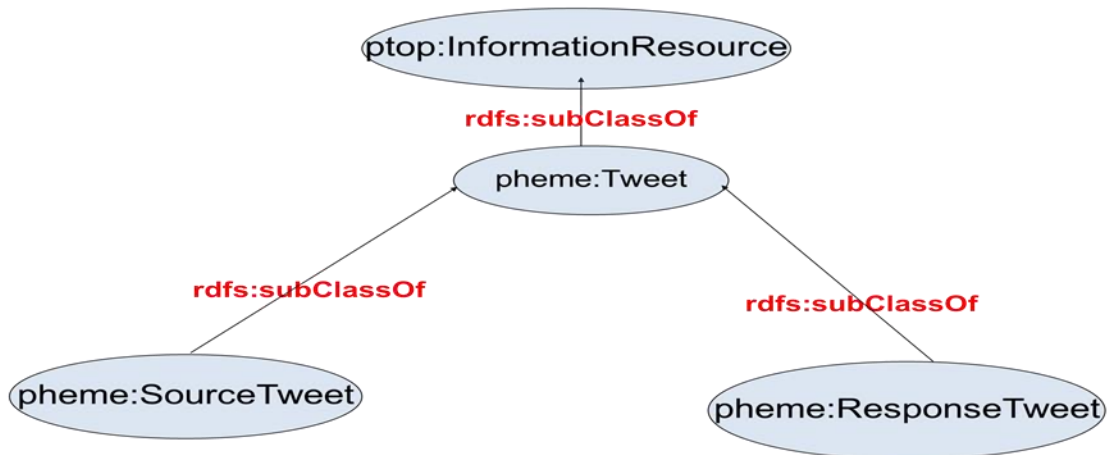 ptop:InformationResource
rdfs:subClassOf
pheme:Tweet
rdfs:subClassOf
rdfs:subClassOf
pheme:SourceTweet
pheme:ResponseTweet